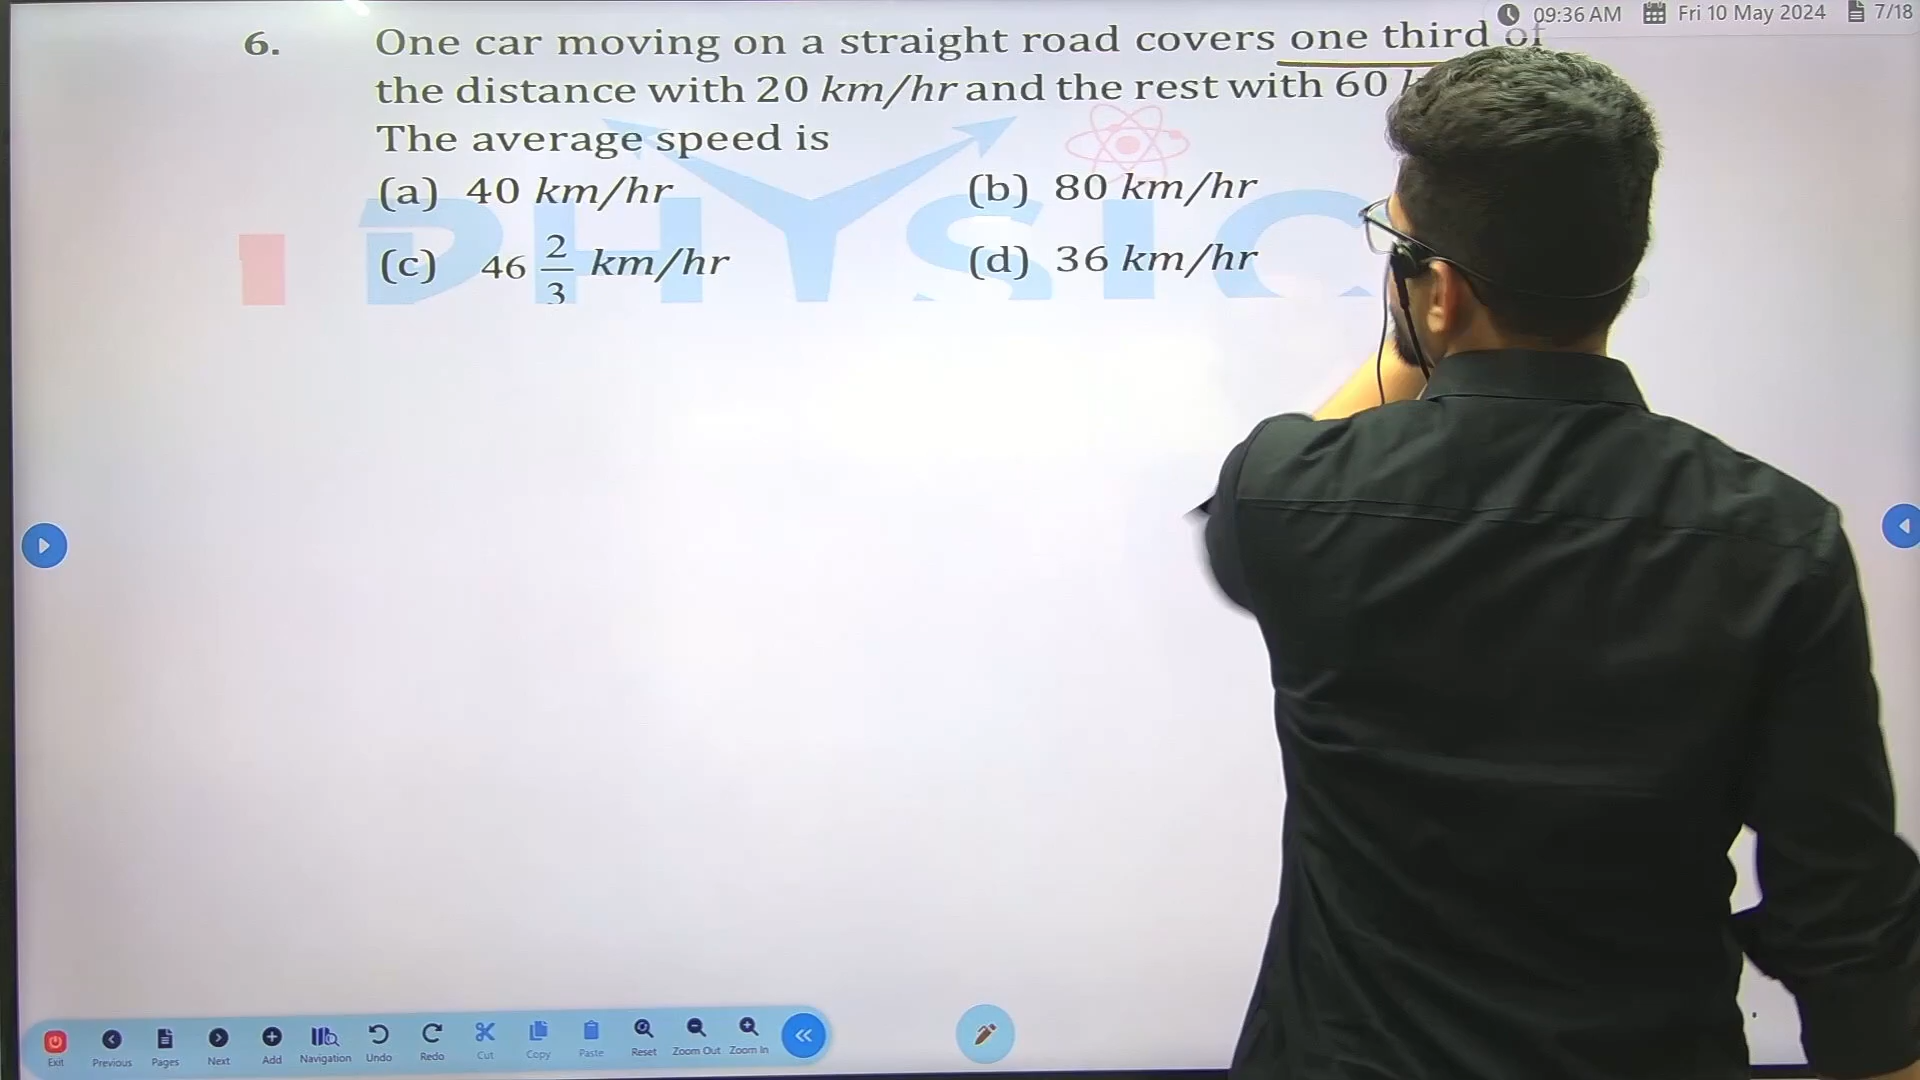 09:36 AM Fri 10 May 2024 7/18
6. One car moving on a straight road covers one third of
the distance with 20 km/hr and the rest with 60
The average speed is
(a) 40 km/hr (b) 80 km/hr
(c) 46 2/3 km/hr (d) 36 km/hr
PHYSIC
Exit Previous Pages Next Add Navigation Undo Redo Cut Copy Paste Reset Zoom Out Zoom In